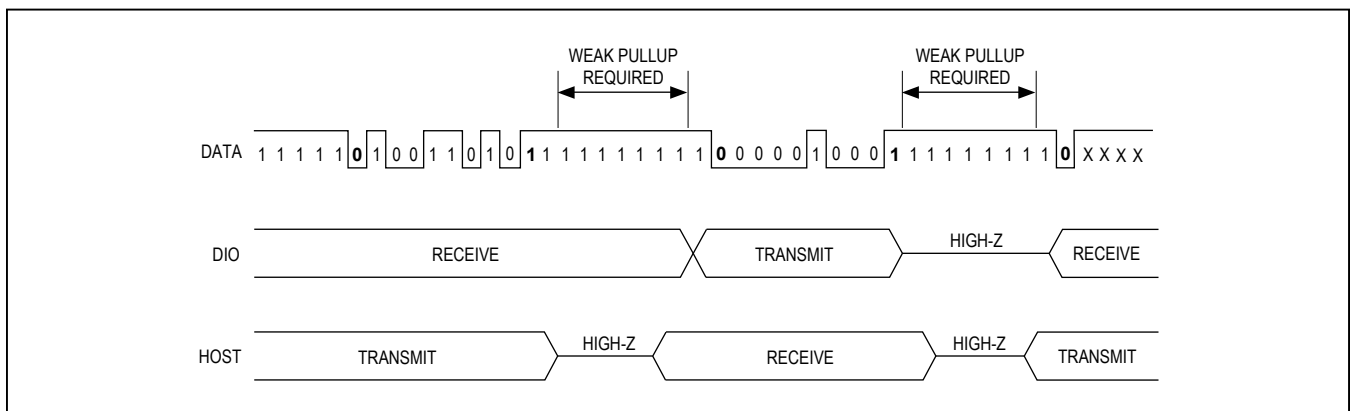 WEAK PULLUP
REQUIRED
WEAK PULLUP
REQUIRED
DATA 1 1 1 1 1 0 1 0 0 1 1 0 1 0 1 1 1 1 1 1 1 1 1 1 0 0 0 0 0 1 0 0 0 1 1 1 1 1 1 1 1 1 0 X X X X
DIO RECEIVE TRANSMIT HIGH-Z RECEIVE
HOST TRANSMIT HIGH-Z RECEIVE HIGH-Z TRANSMIT